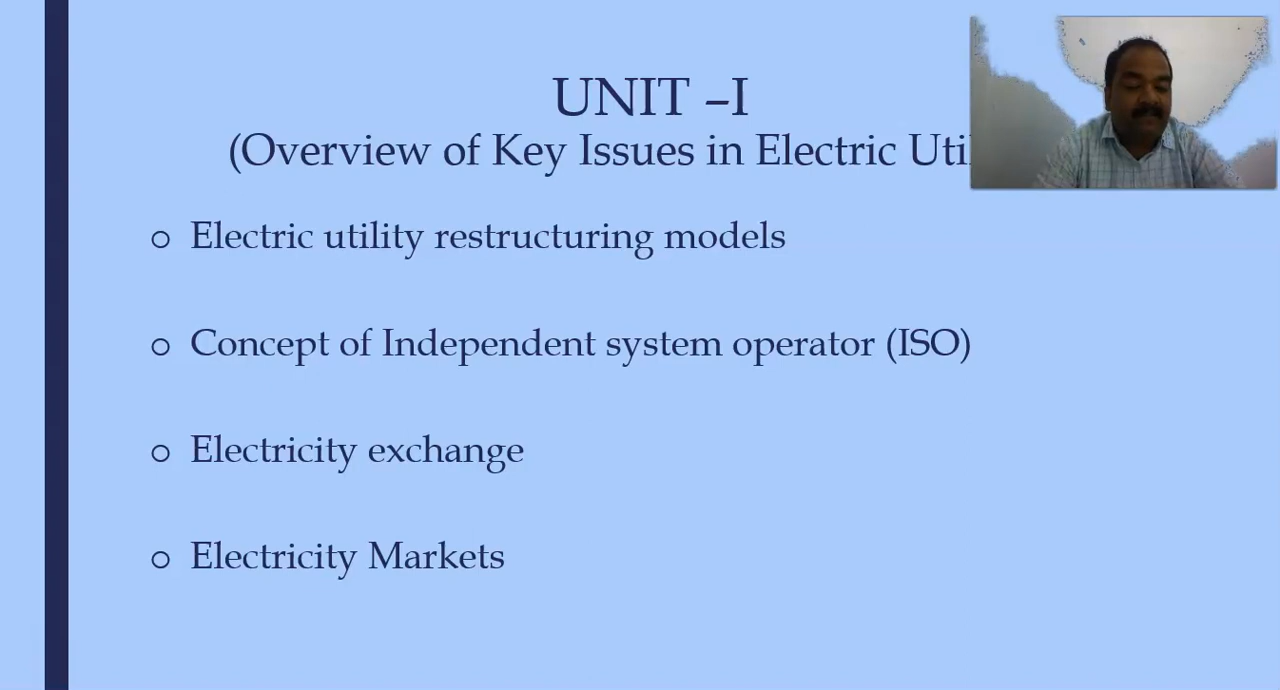 UNIT –I
(Overview of Key Issues in Electric
o Electric utility restructuring models
o Concept of Independent system operator (ISO)
o Electricity exchange
o Electricity Markets